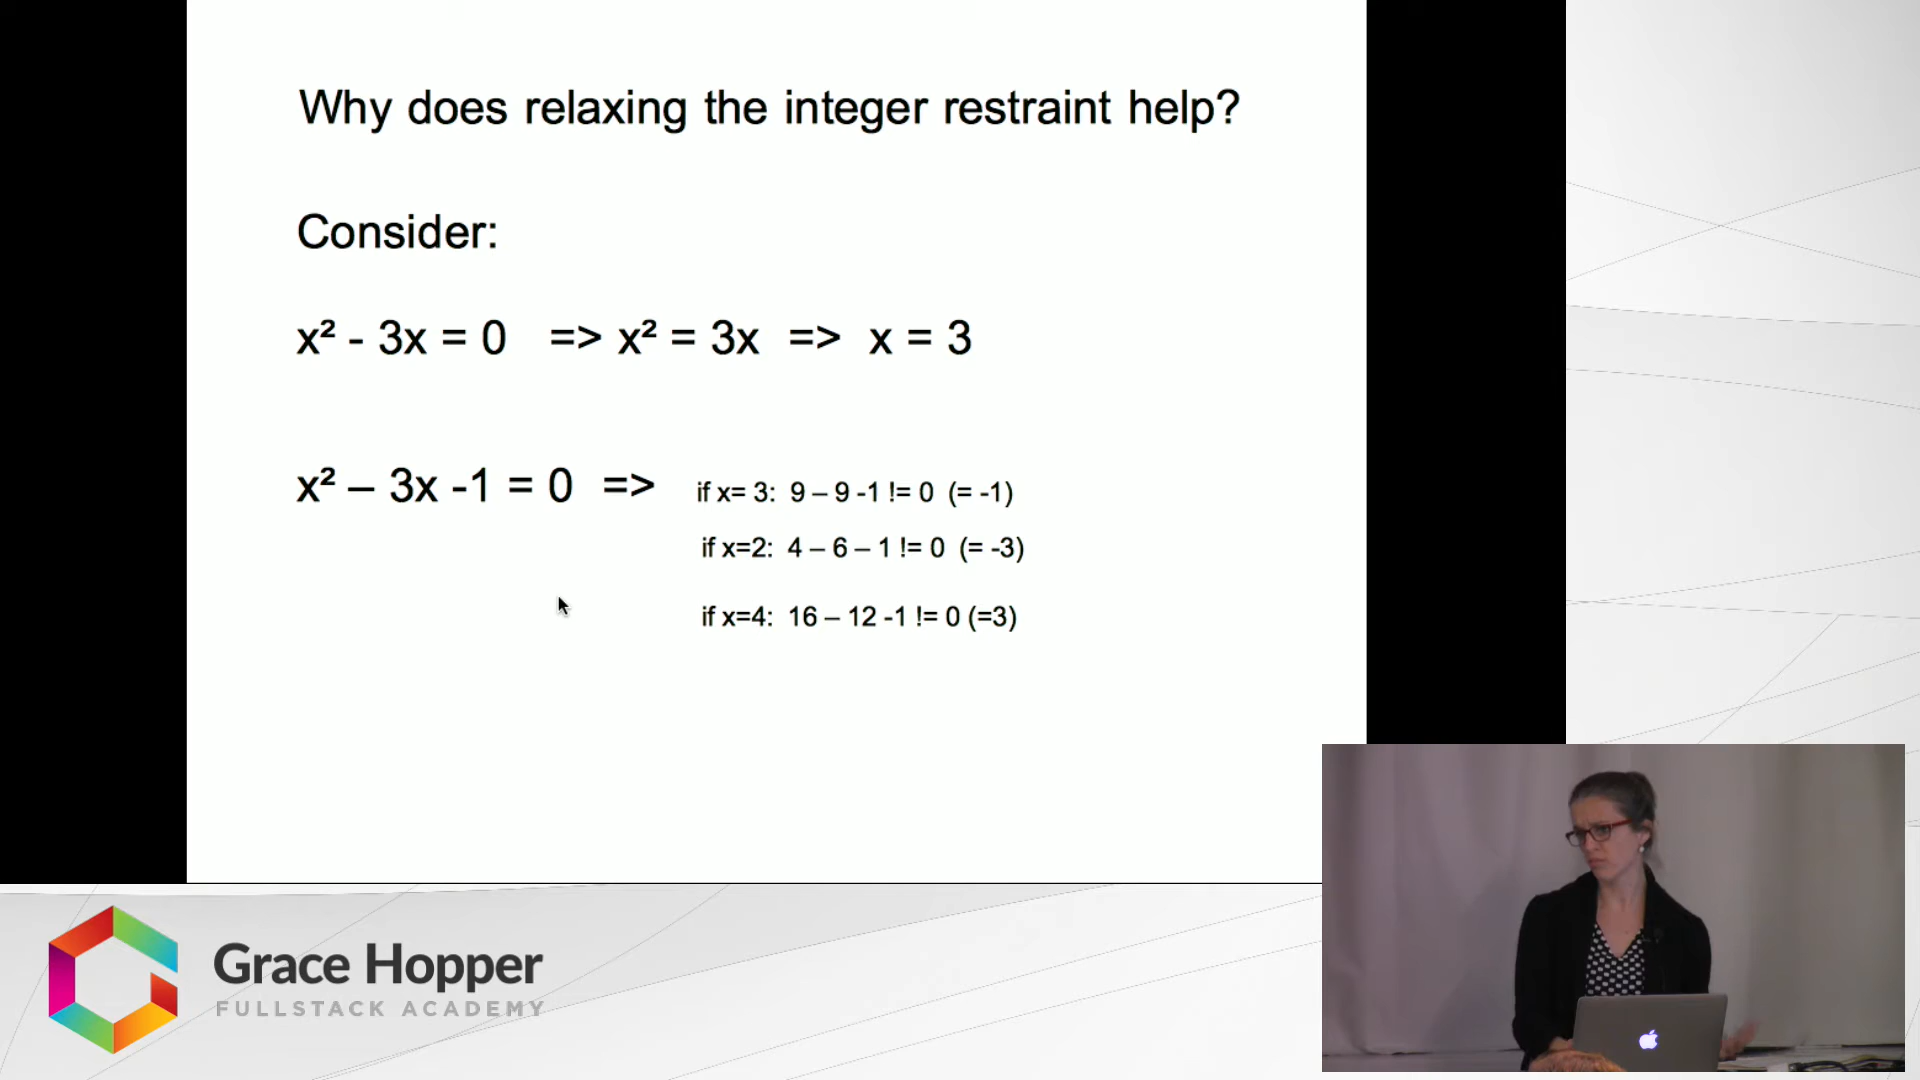 Why does relaxing the integer restraint help?
Consider:
x² - 3x = 0 => x² = 3x => x = 3
x² – 3x -1 = 0 => if x= 3: 9 – 9 -1 != 0 (= -1)
if x=2: 4 – 6 – 1 != 0 (= -3)
if x=4: 16 – 12 -1 != 0 (=3)
Grace Hopper
FULLSTACK ACADEMY